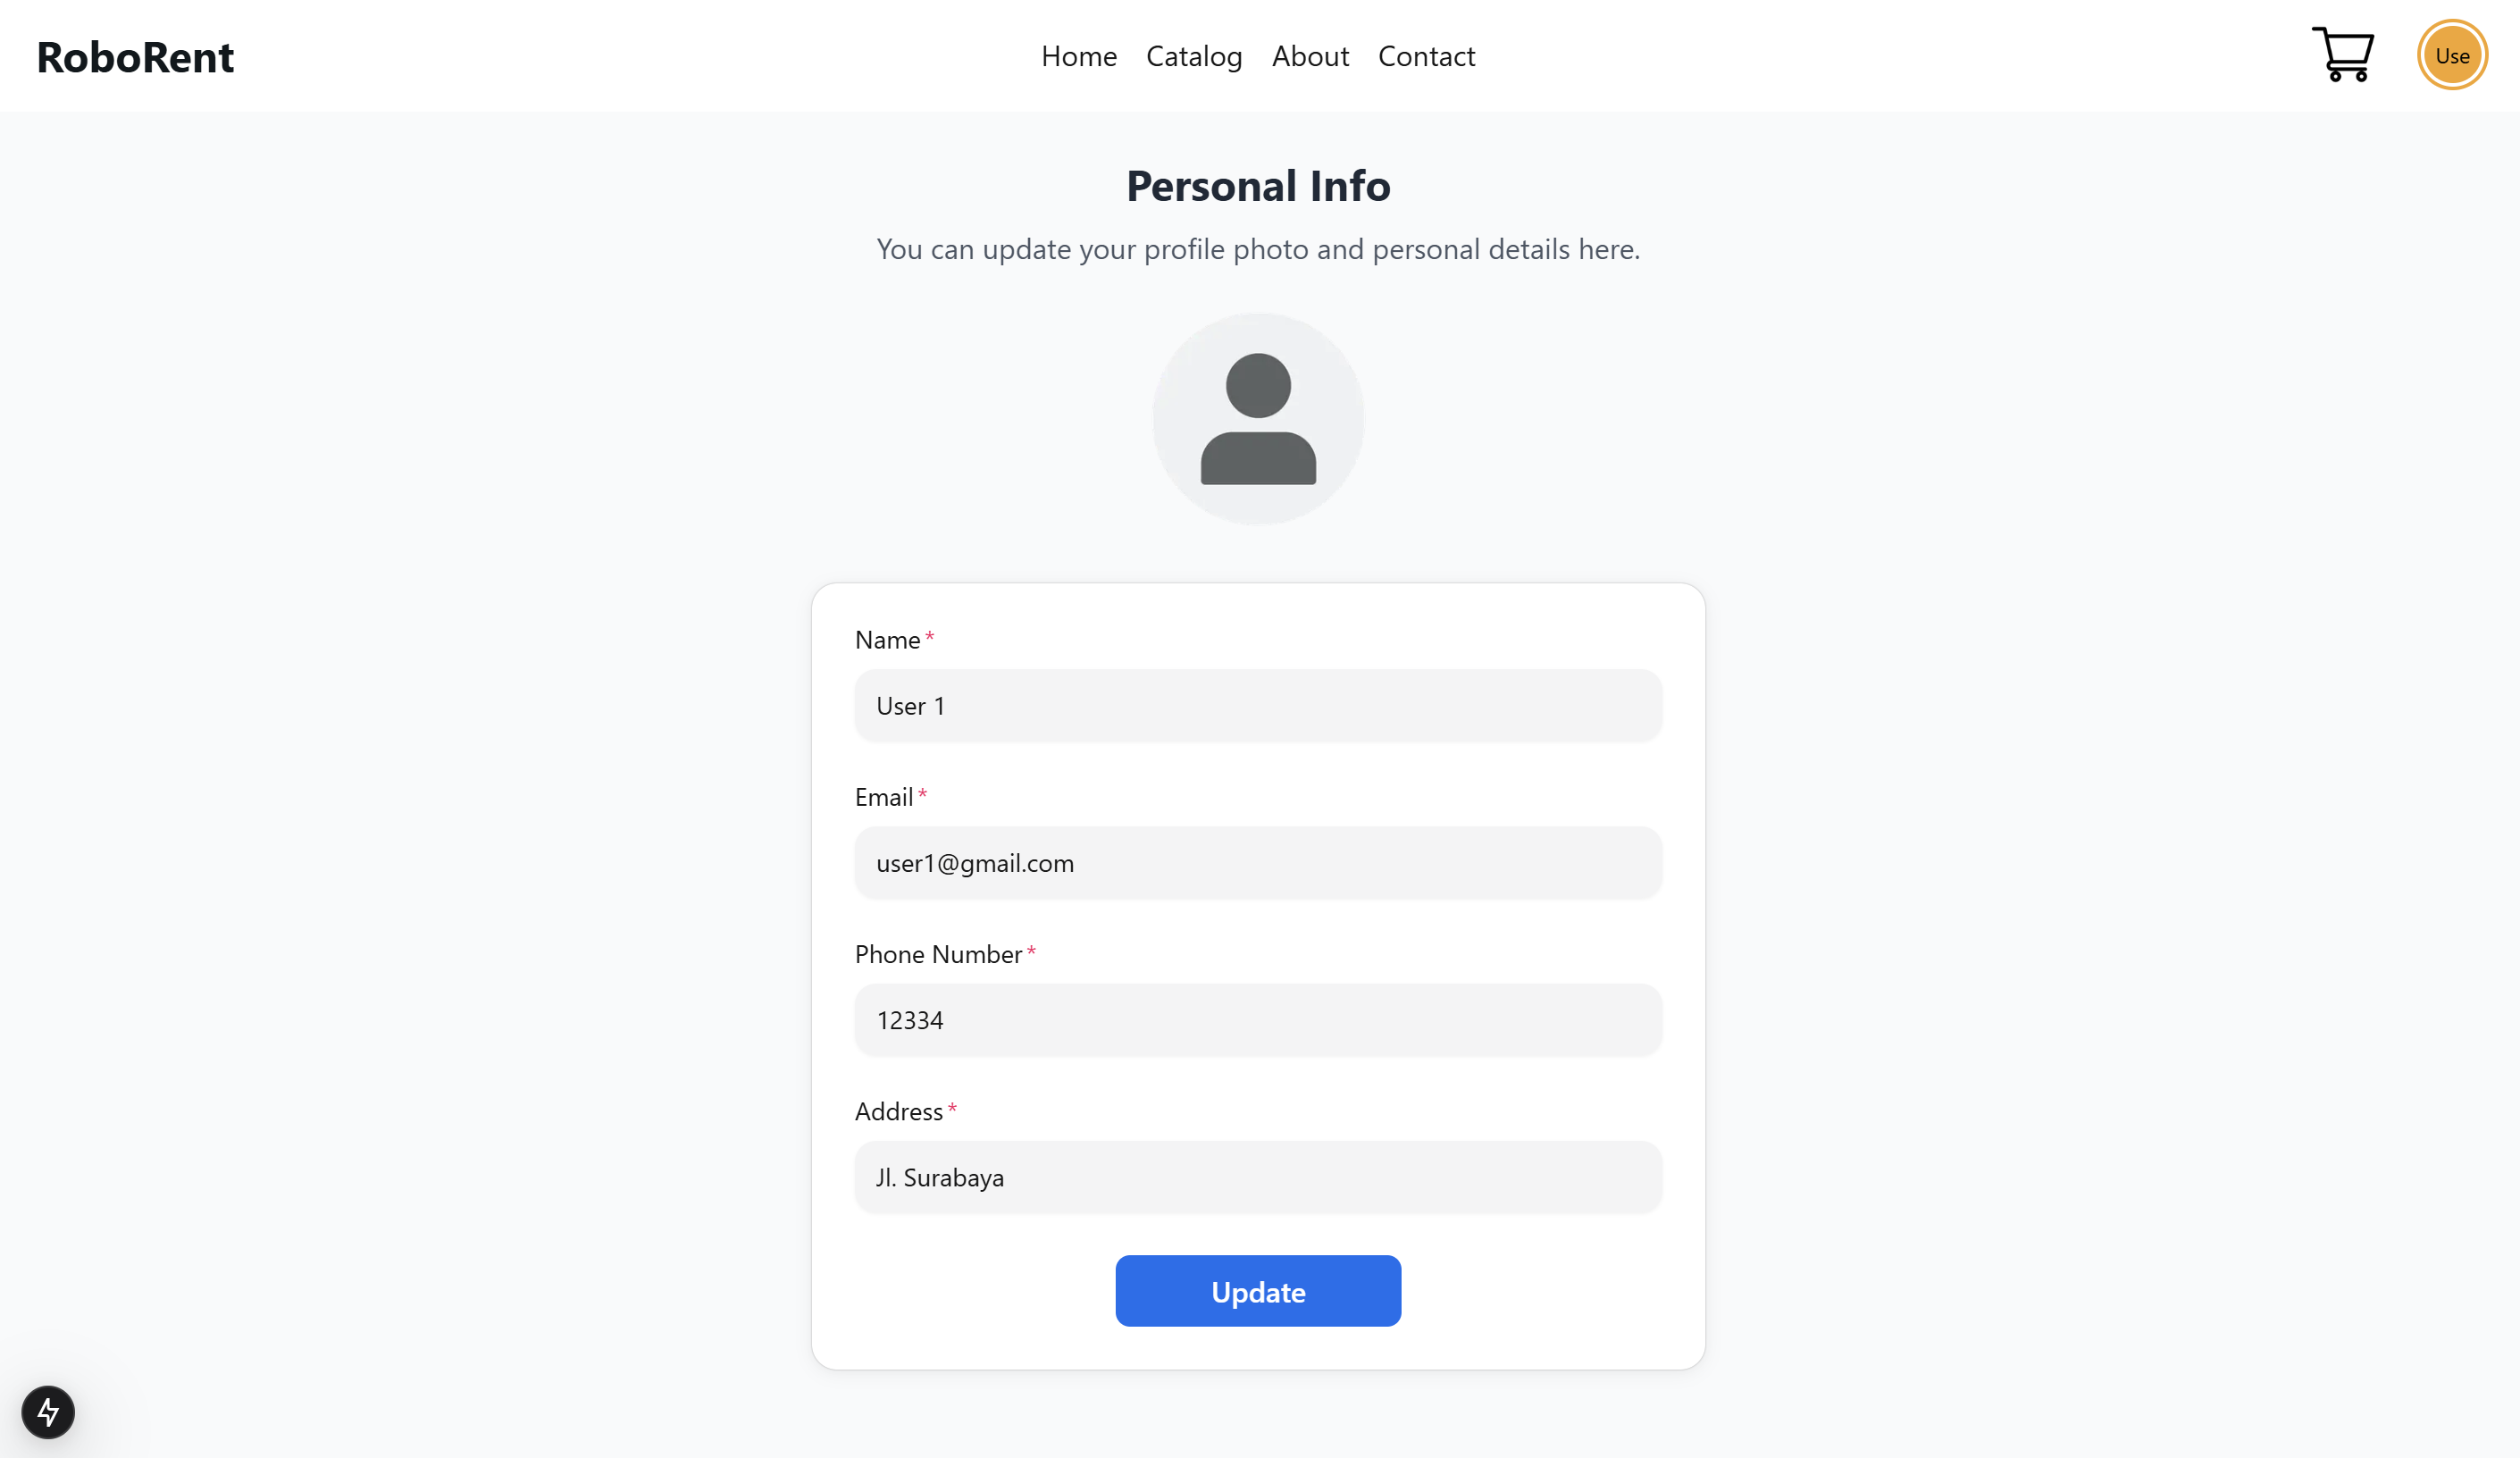 RoboRent
Home Catalog About Contact
Use
Personal Info
You can update your profile photo and personal details here.
Name*
User 1
Email*
user1@gmail.com
Phone Number*
12334
Address*
Jl. Surabaya
Update